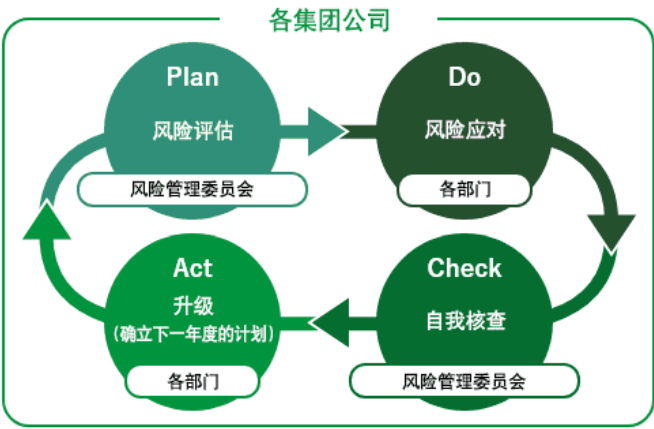 各集团公司
Plan
风险评估
风险管理委员会
Do
风险应对
各部门
Act
升级
(确立下一年度的计划)
各部门
Check
自我核查
风险管理委员会